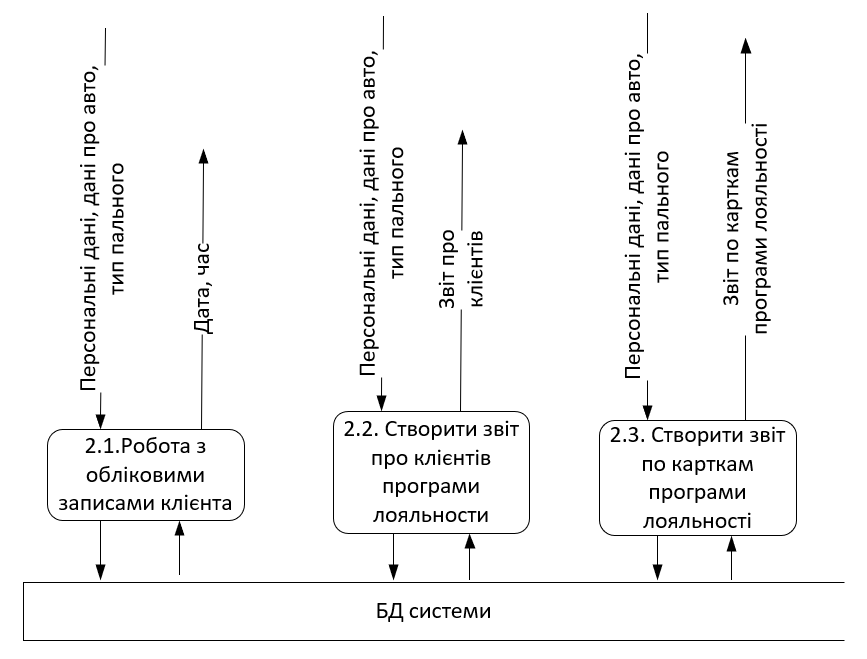 Персональні дані, дані про авто,
тип пального
Дата, час
Персональні дані, дані про авто,
тип пального
Звіт про
клієнтів
Персональні дані, дані про авто,
тип пального
Звіт по карткам
програми лояльності
2.1.Робота з
обліковими
записами клієнта
2.2. Створити звіт
про клієнтів
програми
лояльности
2.3. Створити звіт
по карткам
програми
лояльності
БД системи